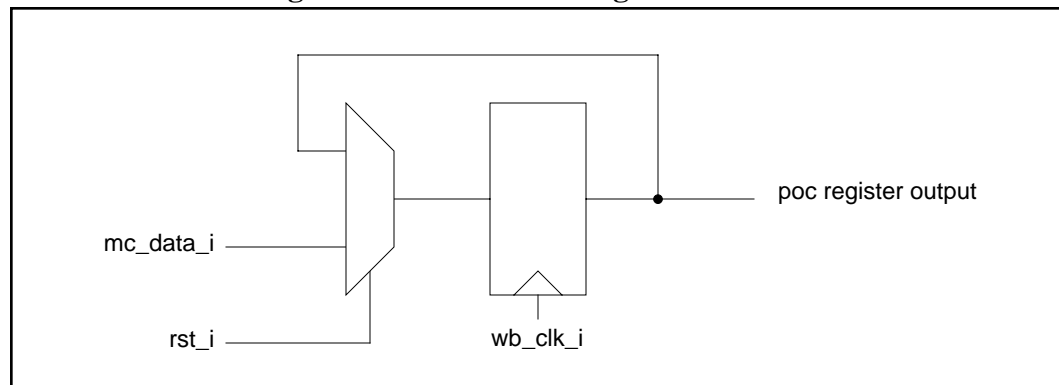 poc register output
mc_data_i
rst_i
wb_clk_i